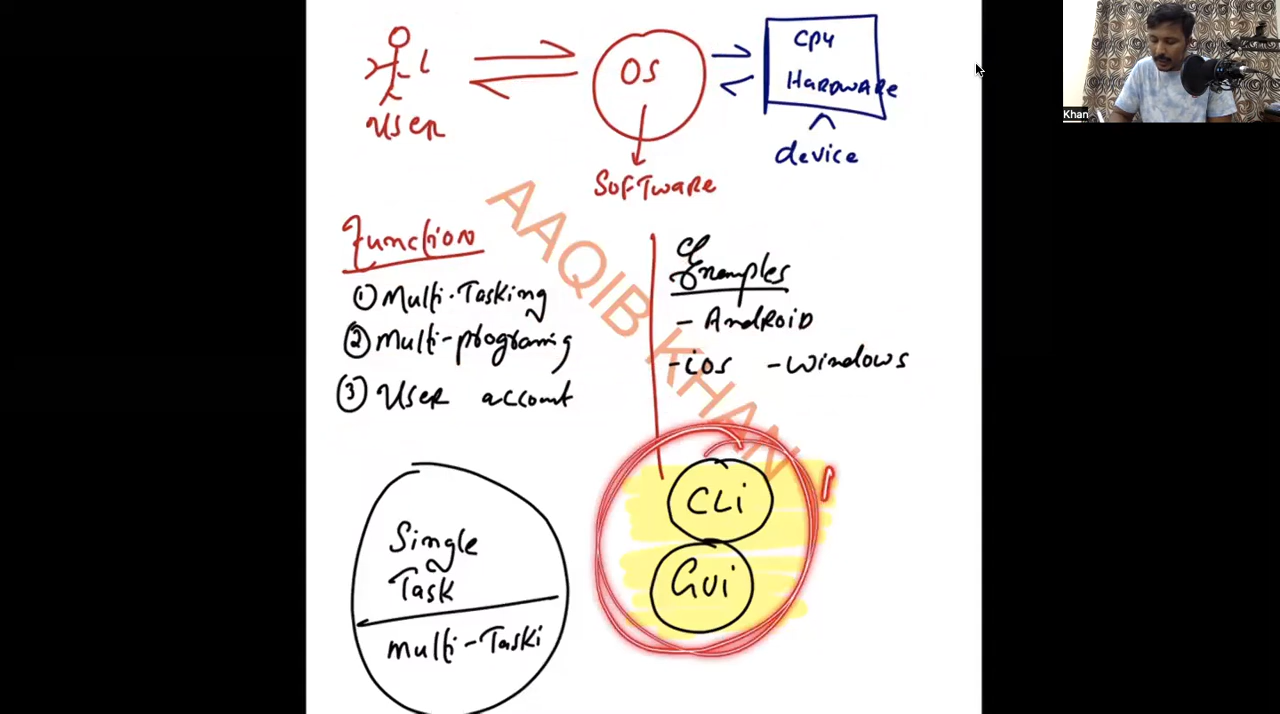 OS
CPU
HARDWARE
USER
device
SOFTWARE
Function
Examples
① Multi-Tasking
- ANDROID
② Multi-programing
- iOS - Windows
③ USER account
AAQIB KHAN
CLi
Gui
Single
Task
multi-Taski
Khan